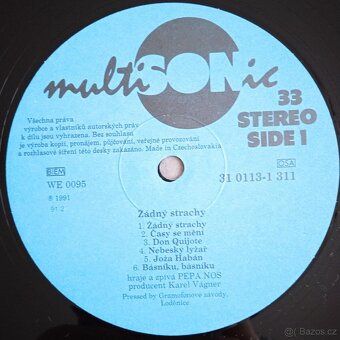 multiSONic
33
STEREO
SIDE 1
Všechna práva
výrobce a vlastníků autorských práv
k dílu jsou vyhrazena. Bez souhlasu
je výroba kopií, pronájem, půjčování, veřejné provozování
a rozhlasové šíření této desky zakázáno. Made in Czechoslovakia
BIEM
OSA
WE 0095
31 0113-1 311
℗ 1991
91 2
Žádný strachy
1. Žádný strachy
2. Časy se mění
3. Don Quijote
4. Nebeský lyžař
5. Joža Habán
6. Básníku, básníku
hraje a zpívá PEPA NOS
producent Karel Vágner
Pressed by Gramofonové závody,
Loděnice
Bazos.cz